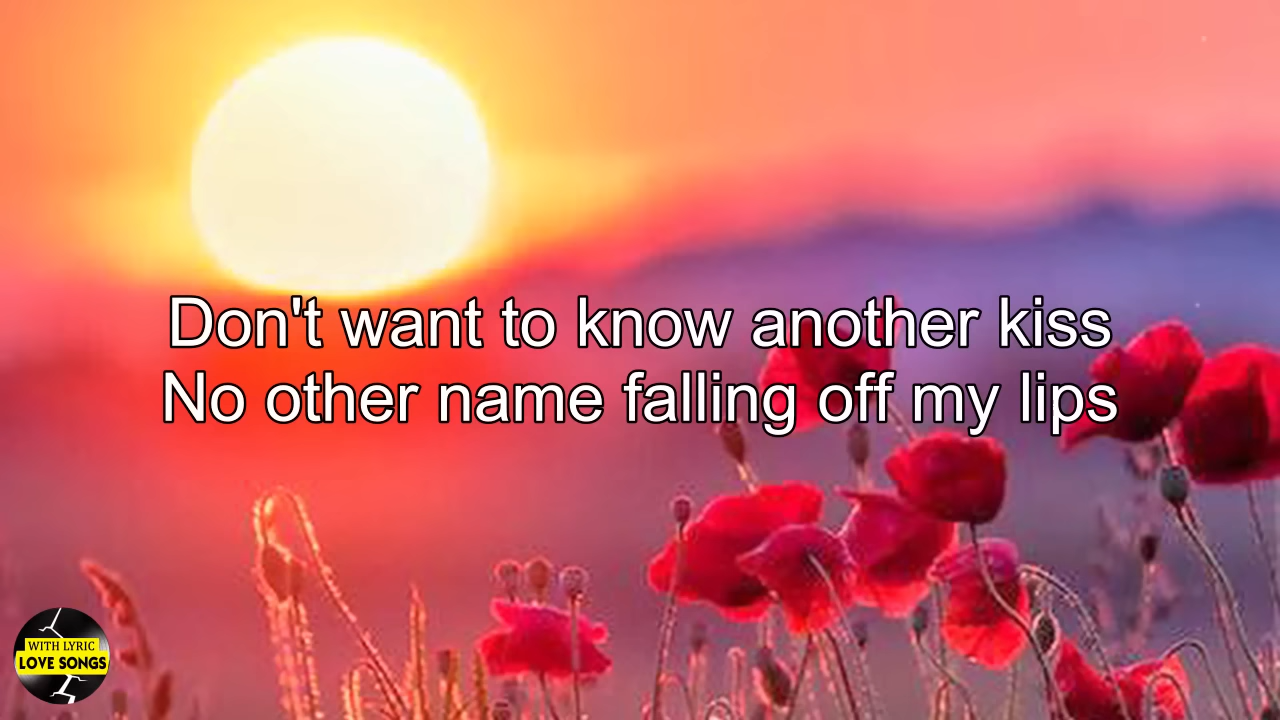 Don't want to know another kiss
No other name falling off my lips
WITH LYRIC
LOVE SONGS